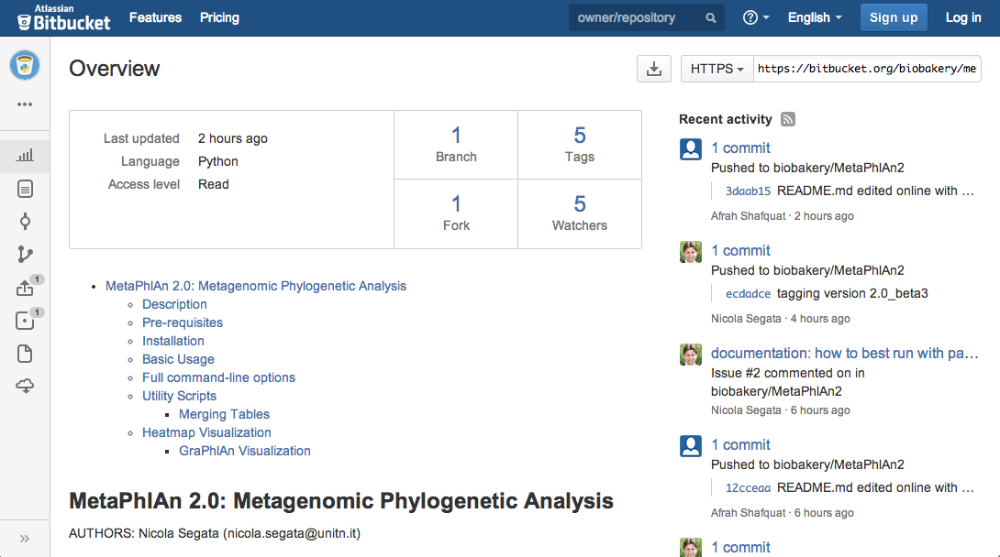 Atlassian
Bitbucket
Features
Pricing
owner/repository
English
Sign up
Log in
Overview
HTTPS
https://bitbucket.org/biobakery/me
Last updated 2 hours ago
Language Python
Access level Read
1
Branch
5
Tags
1
Fork
5
Watchers
MetaPhlAn 2.0: Metagenomic Phylogenetic Analysis
Description
Pre-requisites
Installation
Basic Usage
Full command-line options
Utility Scripts
Merging Tables
Heatmap Visualization
GraPhlAn Visualization
MetaPhlAn 2.0: Metagenomic Phylogenetic Analysis
AUTHORS: Nicola Segata (nicola.segata@unitn.it)
Recent activity
1 commit
Pushed to biobakery/MetaPhlAn2
3daab15 README.md edited online with …
Afrah Shafquat · 2 hours ago
1 commit
Pushed to biobakery/MetaPhlAn2
ecdadce tagging version 2.0_beta3
Nicola Segata · 4 hours ago
documentation: how to best run with pa…
Issue #2 commented on in
biobakery/MetaPhlAn2
Nicola Segata · 6 hours ago
1 commit
Pushed to biobakery/MetaPhlAn2
12cceaa README.md edited online with …
Afrah Shafquat · 6 hours ago
1 commit
1
1